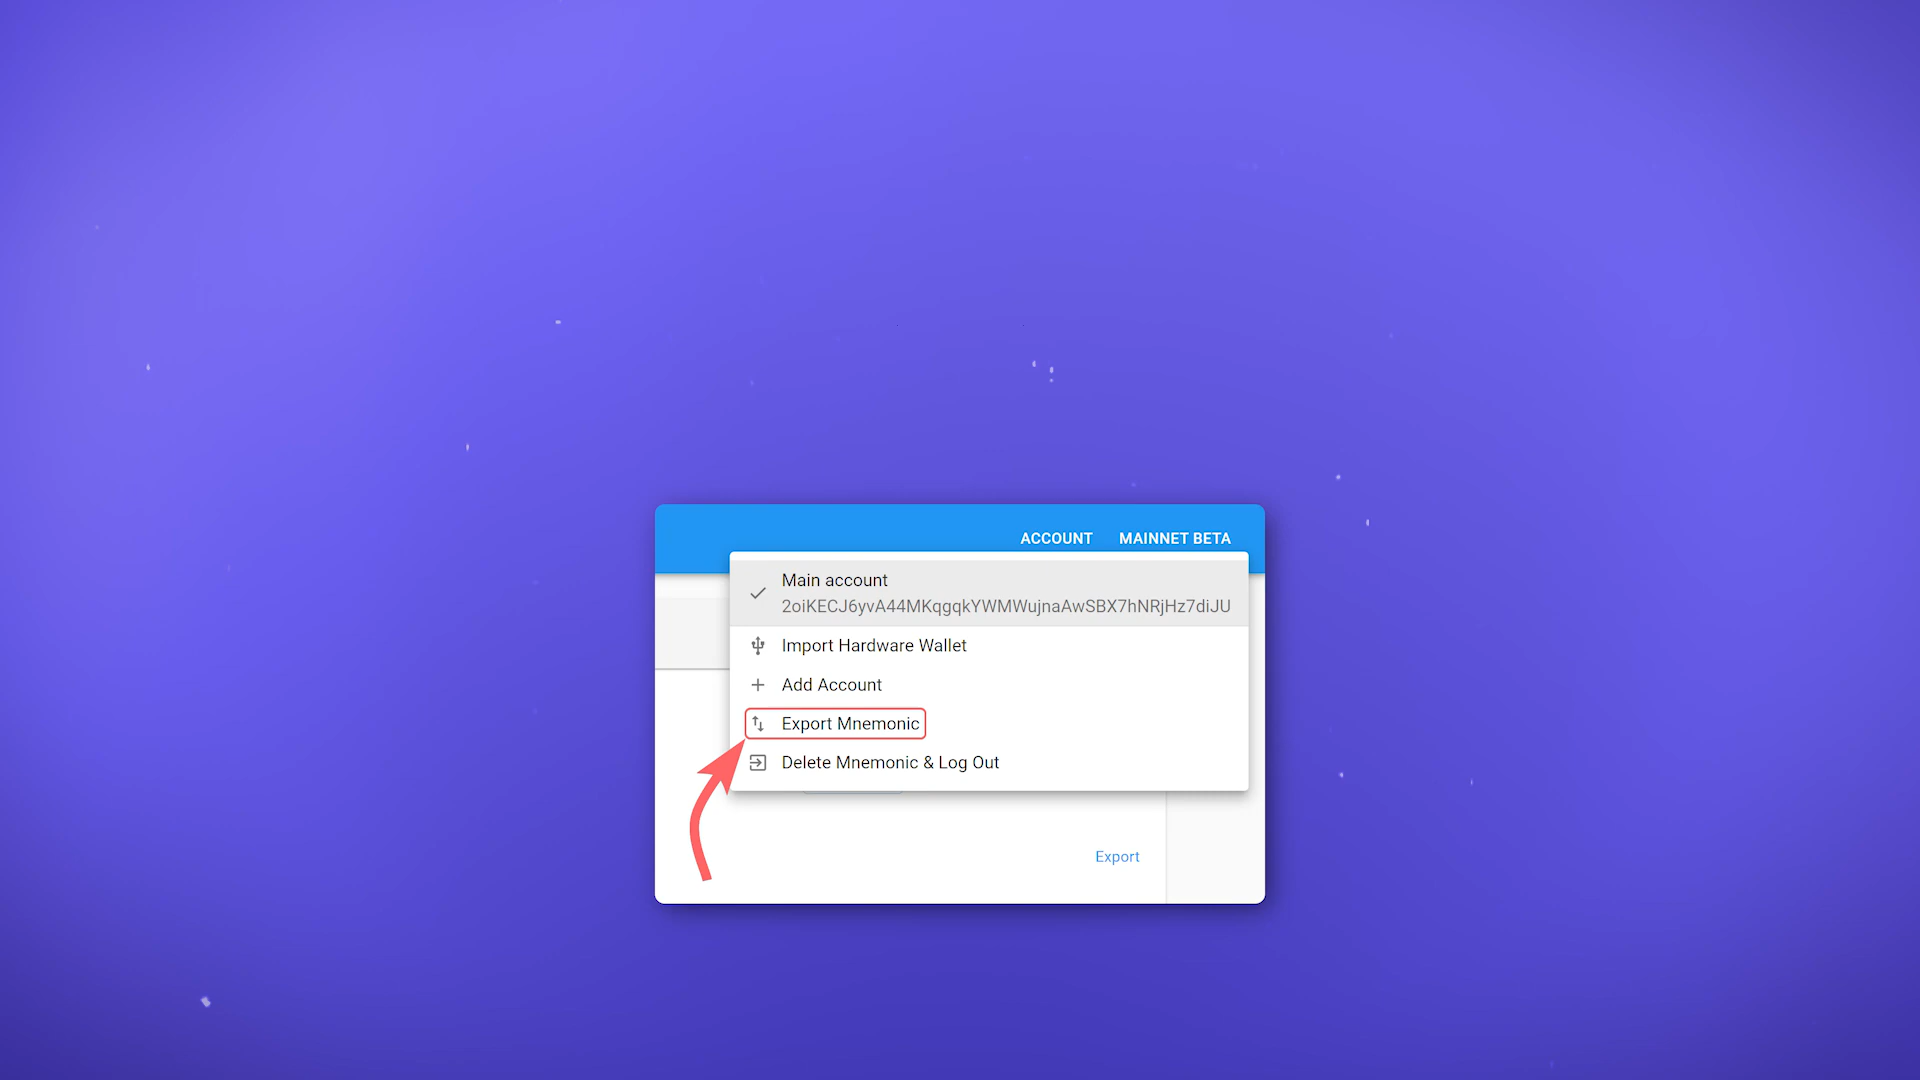 ACCOUNT MAINNET BETA
Main account
2oiKECJ6yvA44MKqgqkYWMWujnaAwSBX7hNRjHz7diJU
Import Hardware Wallet
Add Account
Export Mnemonic
Delete Mnemonic & Log Out
Export